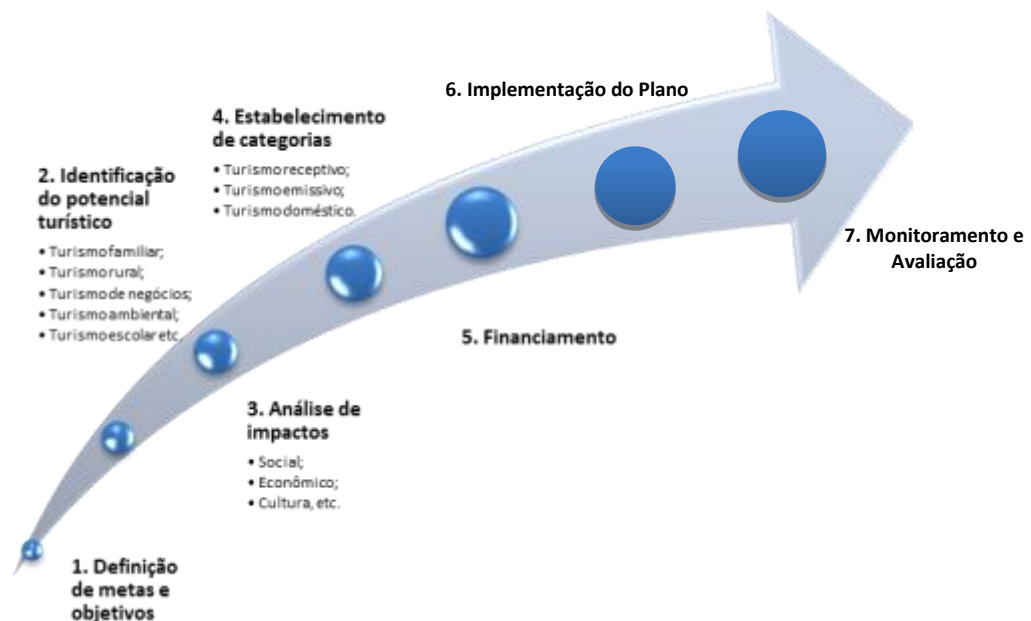 1. Definição
de metas e
objetivos
2. Identificação
do potencial
turístico
• Turismo familiar;
• Turismo rural;
• Turismo de negócios;
• Turismo ambiental;
• Turismo escolar etc.
3. Análise de
impactos
• Social;
• Econômico;
• Cultura, etc.
4. Estabelecimento
de categorias
• Turismo receptivo;
• Turismo emissivo;
• Turismo doméstico.
5. Financiamento
6. Implementação do Plano
7. Monitoramento e
Avaliação